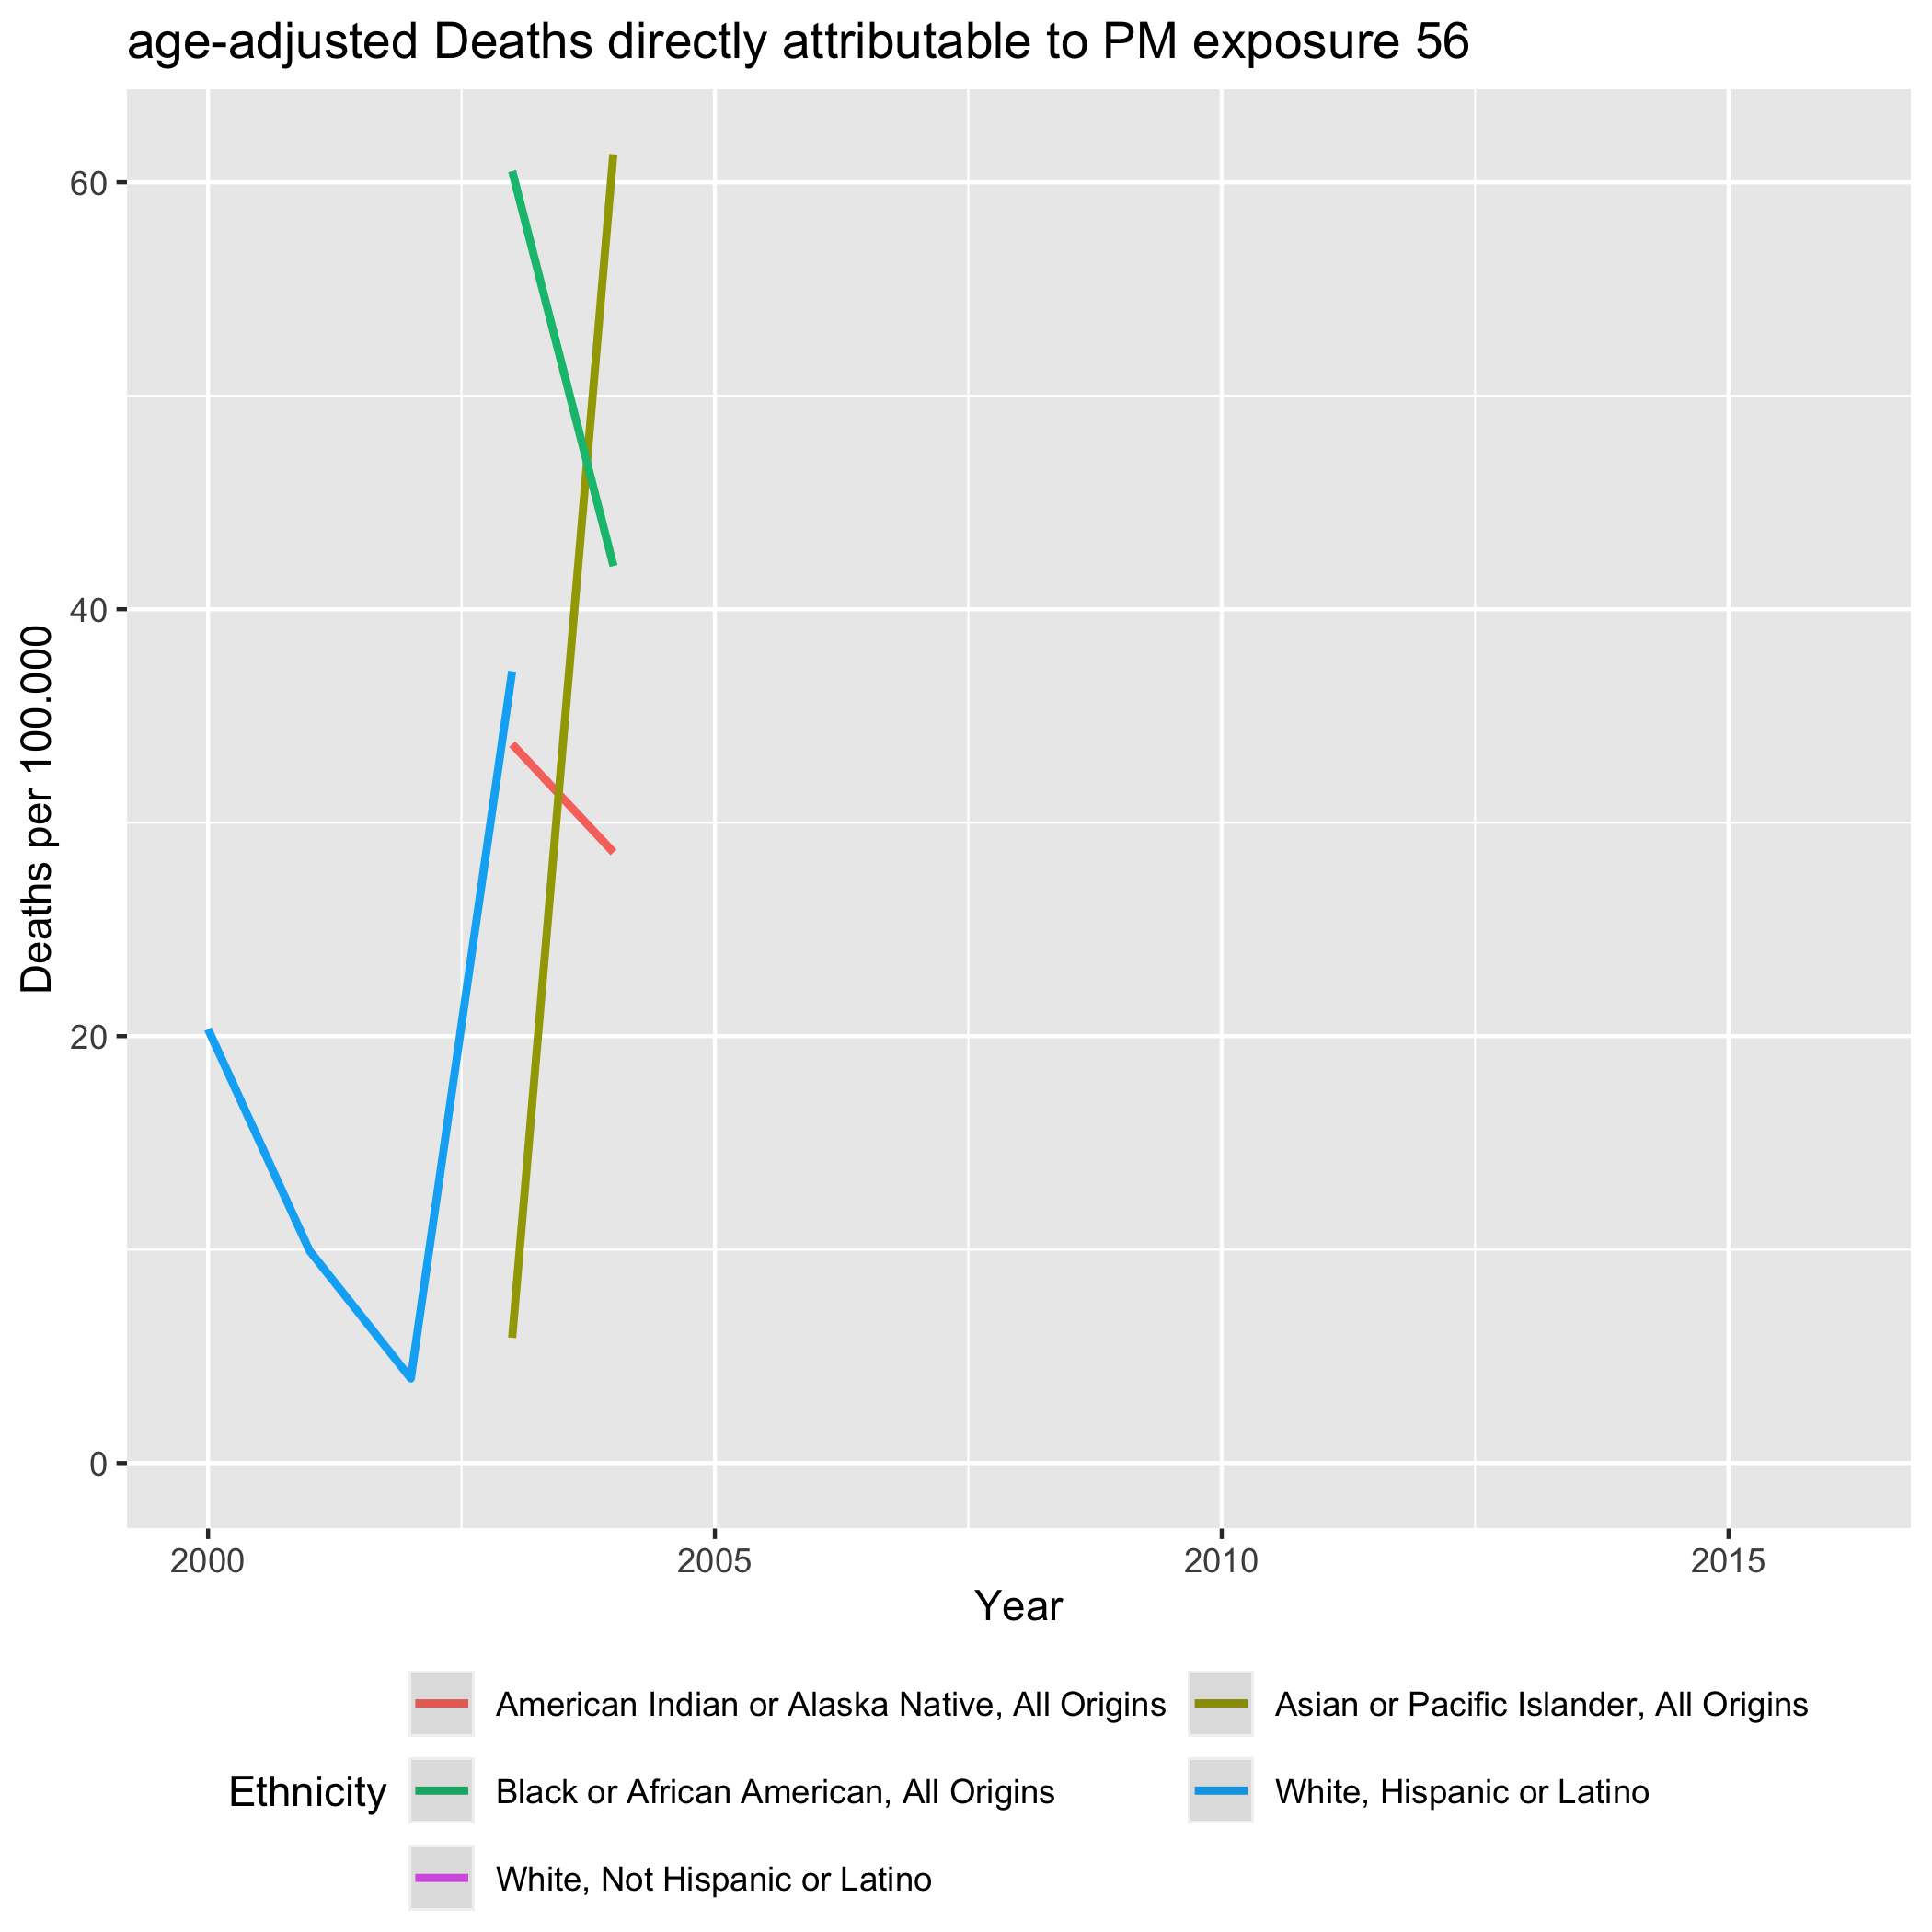 age-adjusted Deaths directly attributable to PM exposure 56
60
40
20
0
Deaths per 100.000
2000 2005 2010 2015
Year
Ethnicity
American Indian or Alaska Native, All Origins
Asian or Pacific Islander, All Origins
Black or African American, All Origins
White, Hispanic or Latino
White, Not Hispanic or Latino